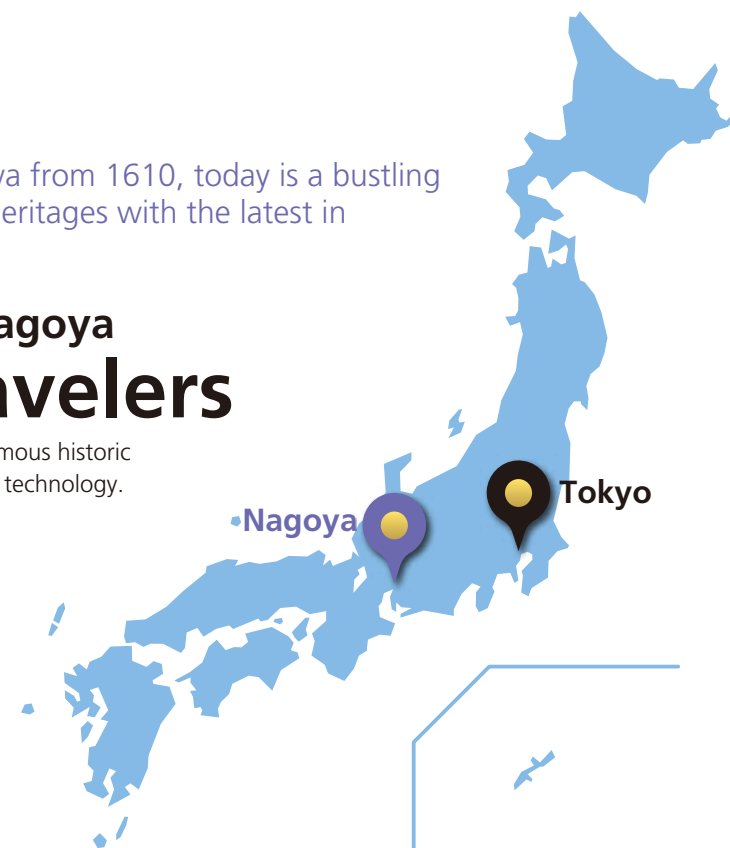 ya from 1610, today is a bustling
eritages with the latest in
agoya
avelers
mous historic
technology.
Nagoya
Tokyo